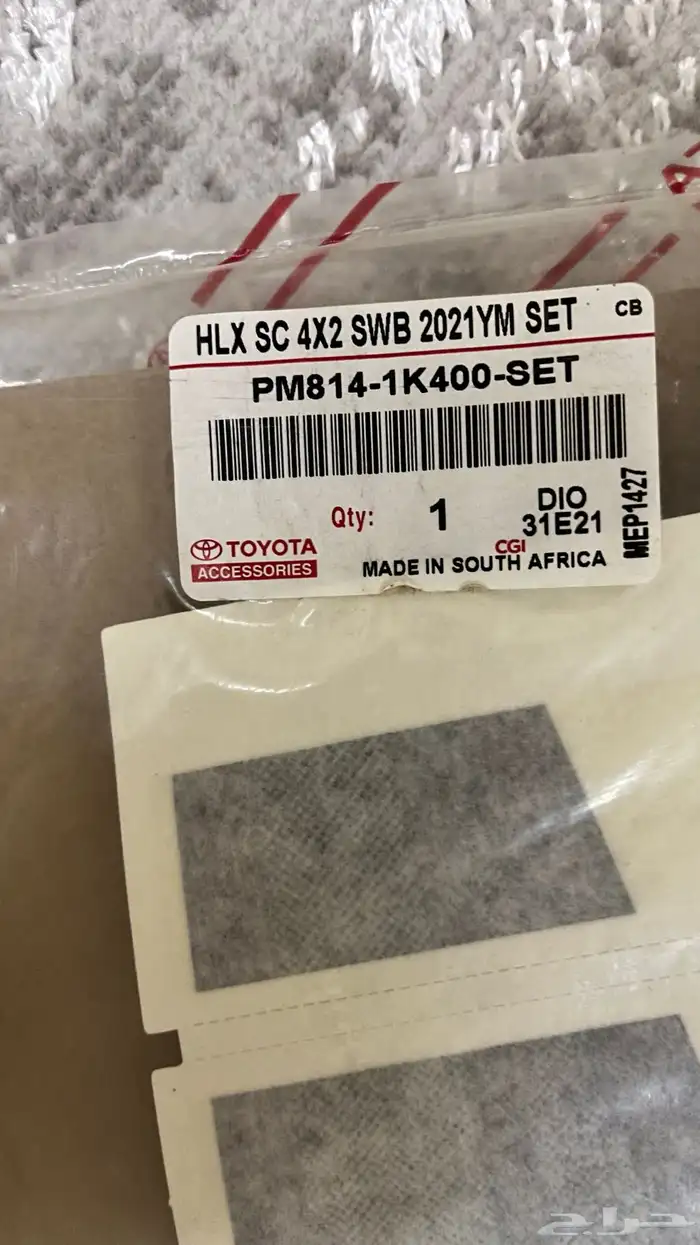 HLX SC 4X2 SWB 2021YM SET
CB
PM814-1K400-SET
Qty: 1
DIO
31E21
MEP1427
TOYOTA
ACCESSORIES
CGI
MADE IN SOUTH AFRICA
حراج